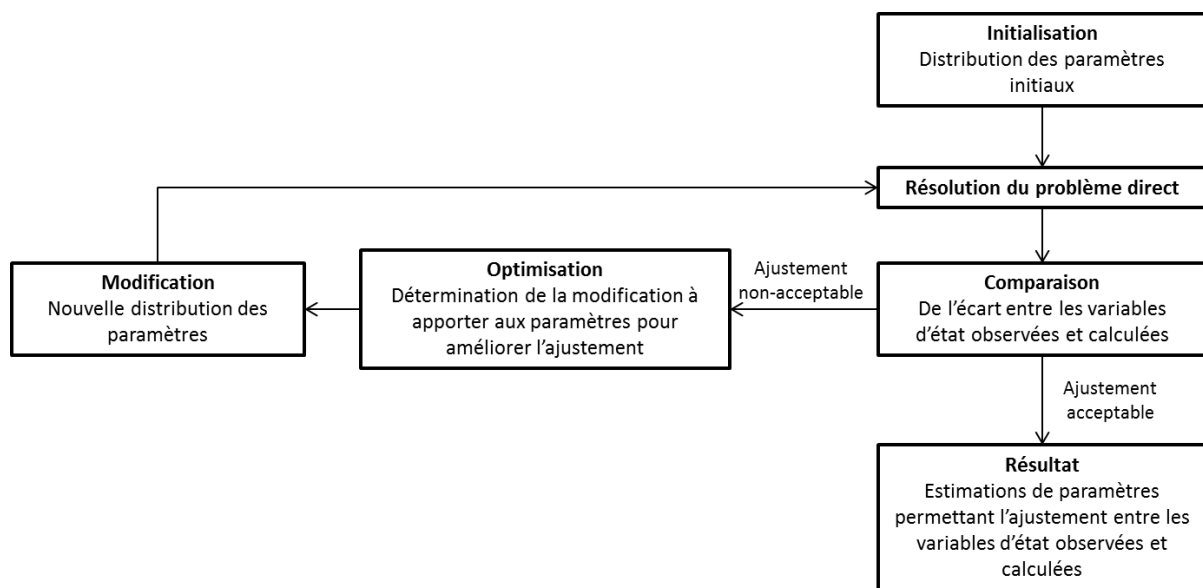 Initialisation
Distribution des paramètres
initiaux
Résolution du problème direct
Modification
Nouvelle distribution des
paramètres
Optimisation
Détermination de la modification à
apporter aux paramètres pour
améliorer l’ajustement
Ajustement
non-acceptable
Comparaison
De l’écart entre les variables
d’état observées et calculées
Ajustement
acceptable
Résultat
Estimations de paramètres
permettant l’ajustement entre les
variables d’état observées et
calculées